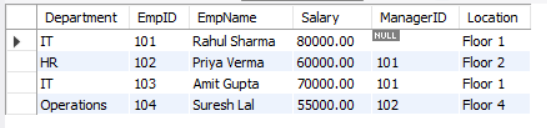 Department EmpID EmpName Salary ManagerID Location
IT 101 Rahul Sharma 80000.00 NULL Floor 1
HR 102 Priya Verma 60000.00 101 Floor 2
IT 103 Amit Gupta 70000.00 101 Floor 1
Operations 104 Suresh Lal 55000.00 102 Floor 4